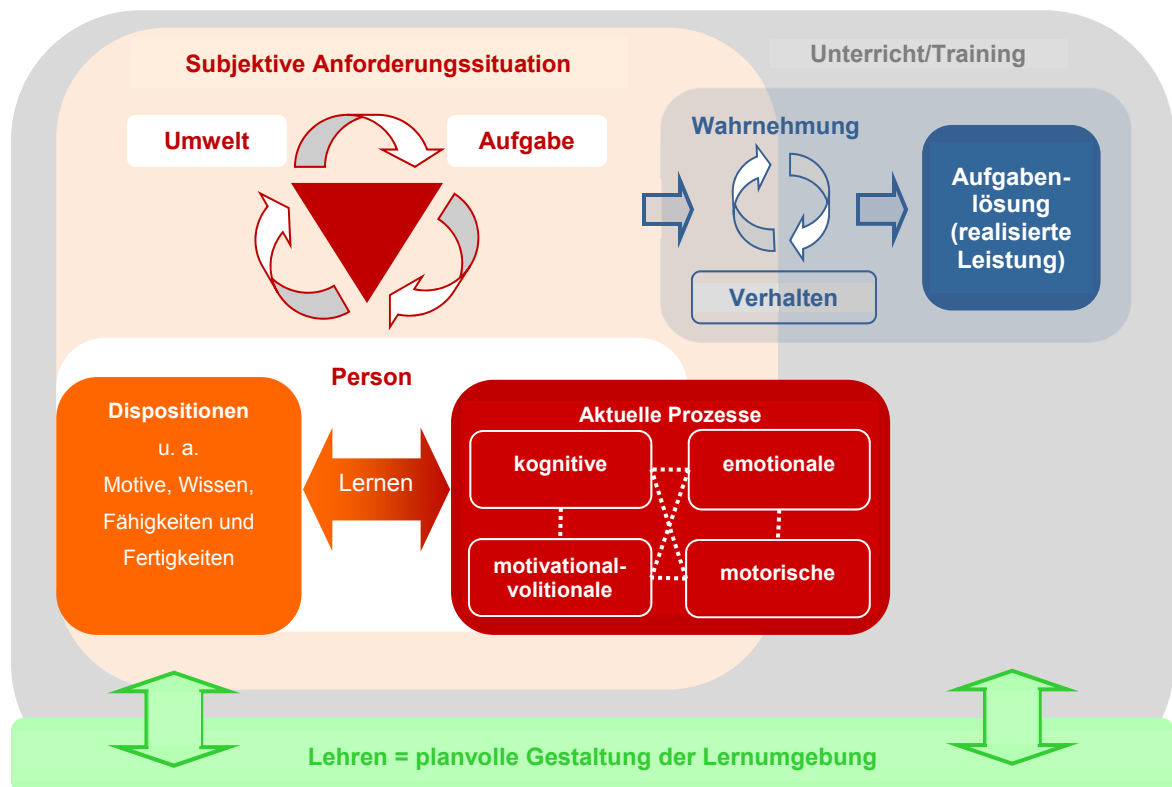 Subjektive Anforderungssituation
Unterricht/Training
Umwelt
Aufgabe
Wahrnehmung
Verhalten
Aufgaben-
lösung
(realisierte
Leistung)
Person
Dispositionen
u. a.
Motive, Wissen,
Fähigkeiten und
Fertigkeiten
Lernen
Aktuelle Prozesse
kognitive
emotionale
motivational-
volitionale
motorische
Lehren = planvolle Gestaltung der Lernumgebung